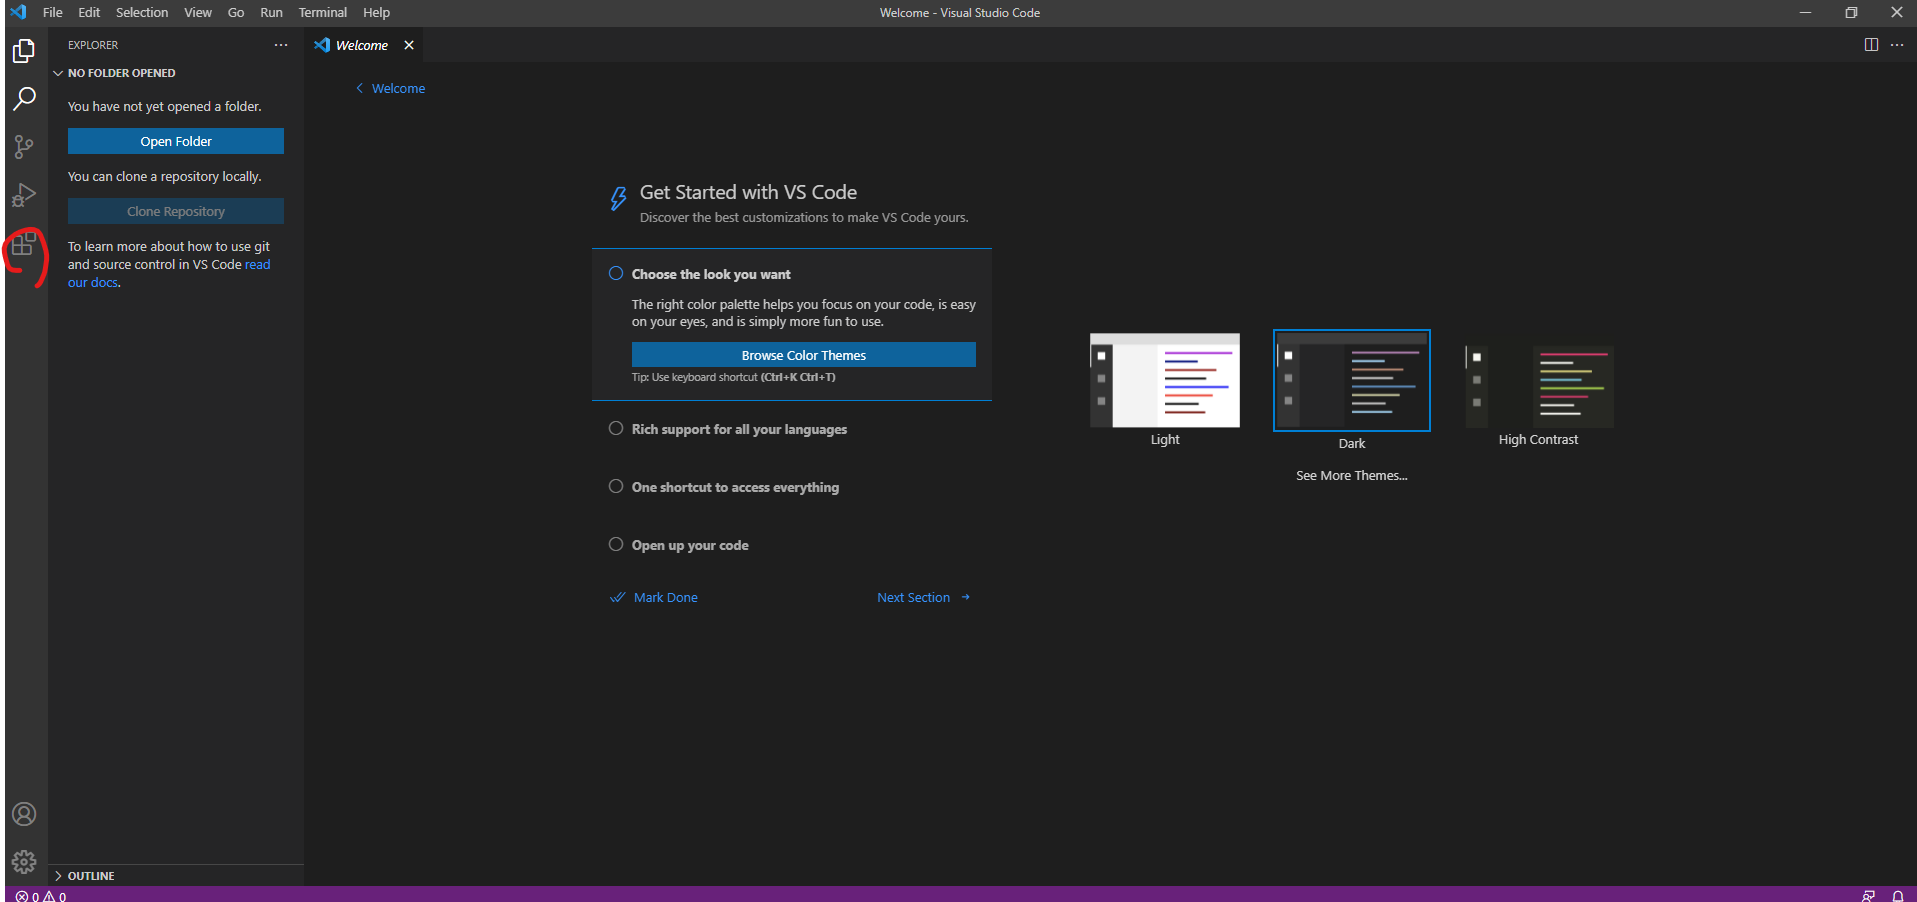 File Edit Selection View Go Run Terminal Help
Welcome - Visual Studio Code
EXPLORER
Welcome
NO FOLDER OPENED
You have not yet opened a folder.
Open Folder
You can clone a repository locally.
Clone Repository
To learn more about how to use git
and source control in VS Code read
our docs.
OUTLINE
Welcome
Get Started with VS Code
Discover the best customizations to make VS Code yours.
Choose the look you want
The right color palette helps you focus on your code, is easy
on your eyes, and is simply more fun to use.
Browse Color Themes
Tip: Use keyboard shortcut (Ctrl+K Ctrl+T)
Rich support for all your languages
One shortcut to access everything
Open up your code
Mark Done
Next Section
Light
Dark
High Contrast
See More Themes...
0 0